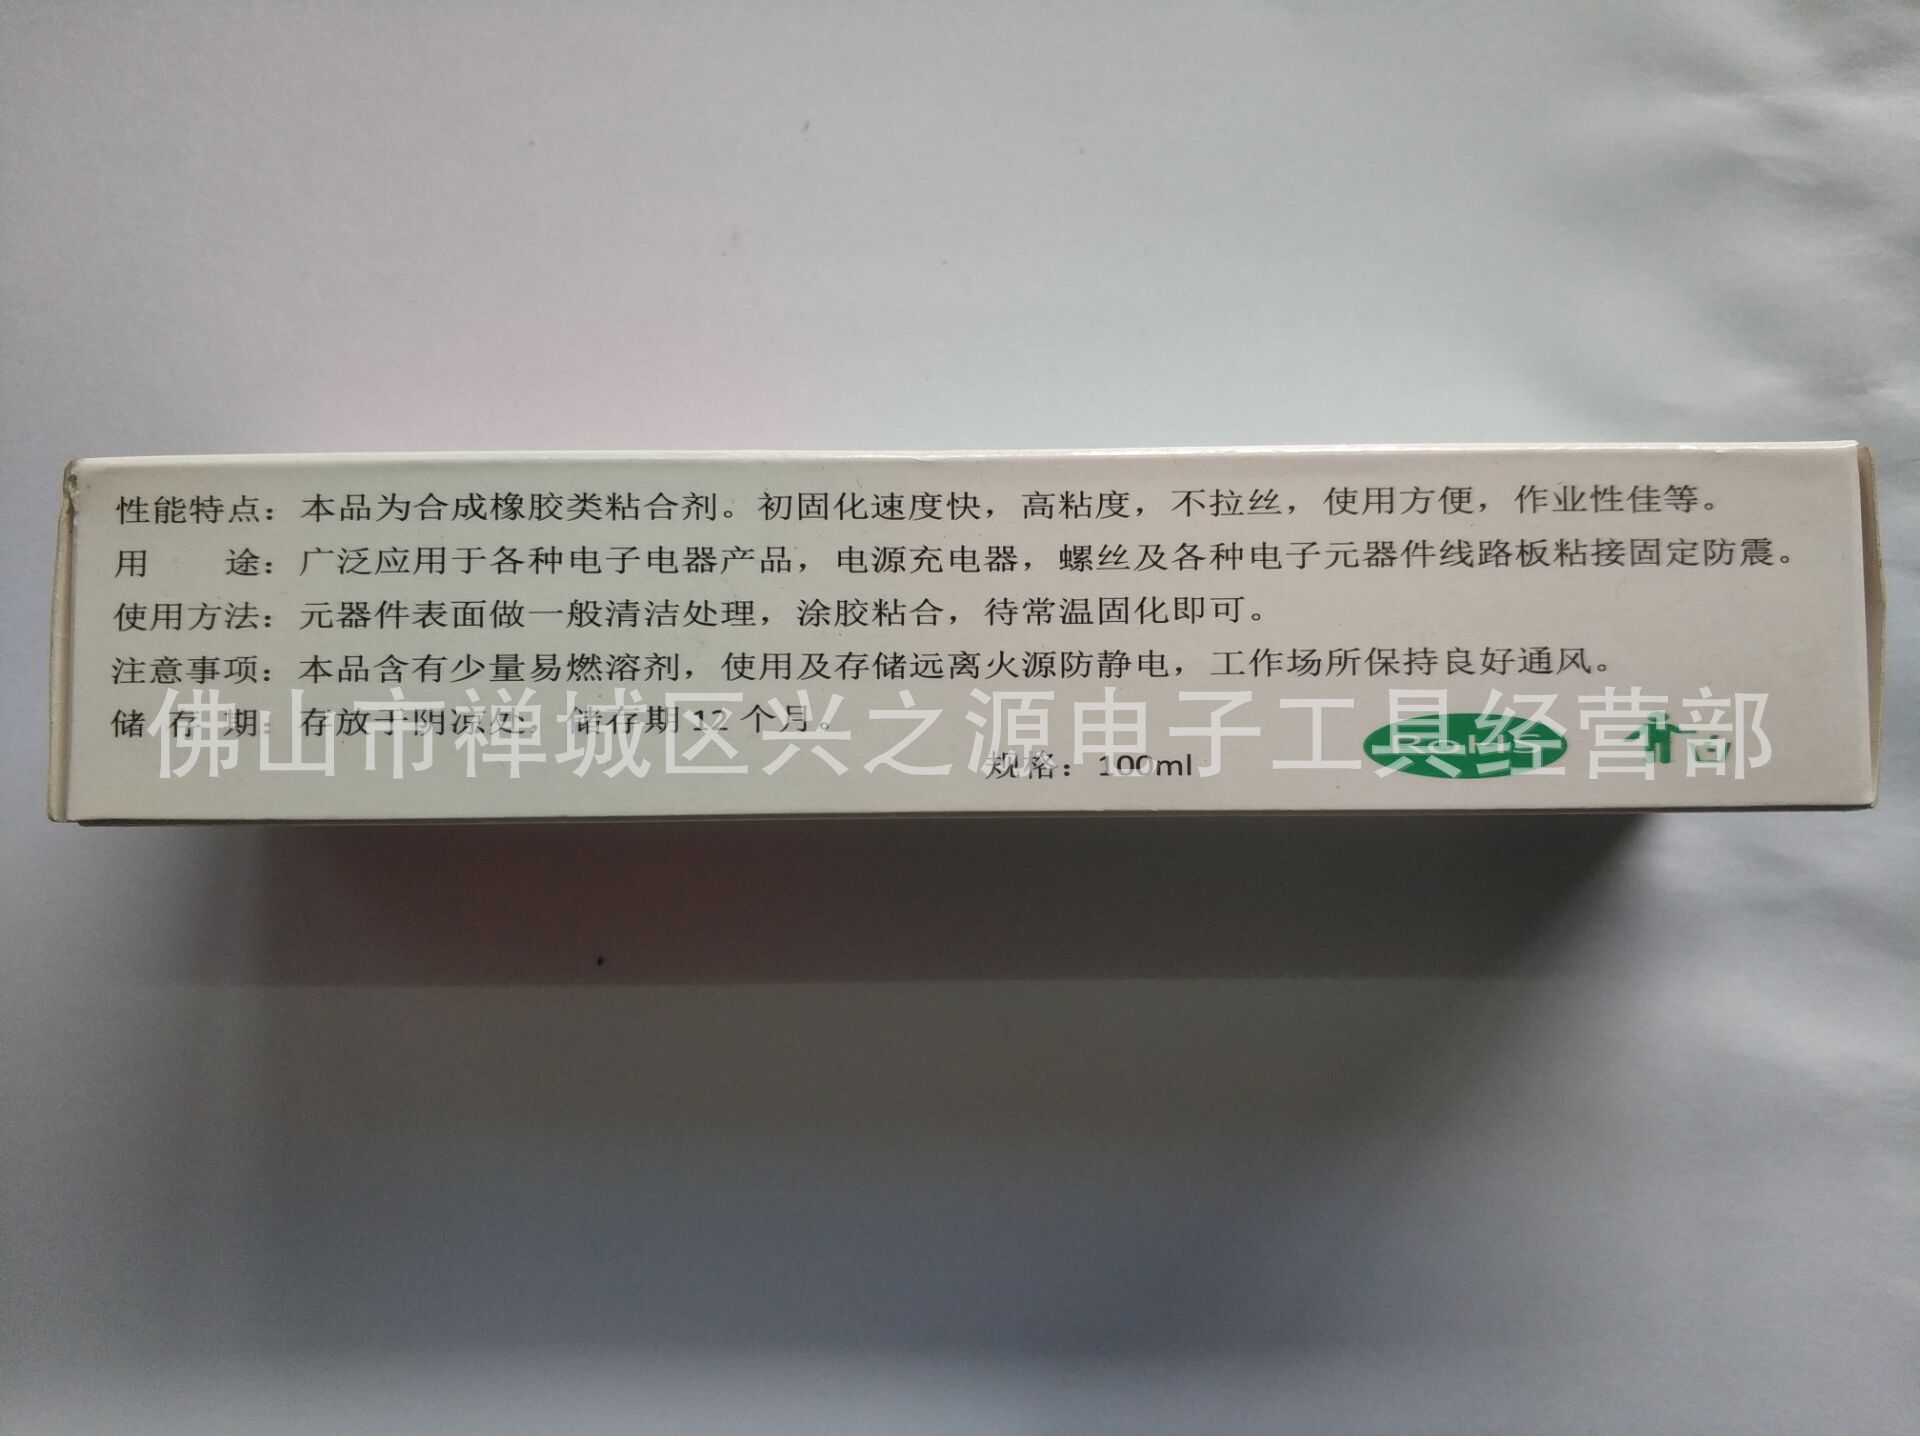 性能特点：本品为合成橡胶类粘合剂。初固化速度快，高粘度，不拉丝，使用方便，作业性佳等。
用　　途：广泛应用于各种电子电器产品，电源充电器，螺丝及各种电子元器件线路板粘接固定防震。
使用方法：元器件表面做一般清洁处理，涂胶粘合，待常温固化即可。
注意事项：本品含有少量易燃溶剂，使用及存储远离火源防静电，工作场所保持良好通风。
储 存 期：存放于阴凉处，储存期 12 个月。
佛山市禅城区兴之源电子工具经营部
规格：100ml
RoHS